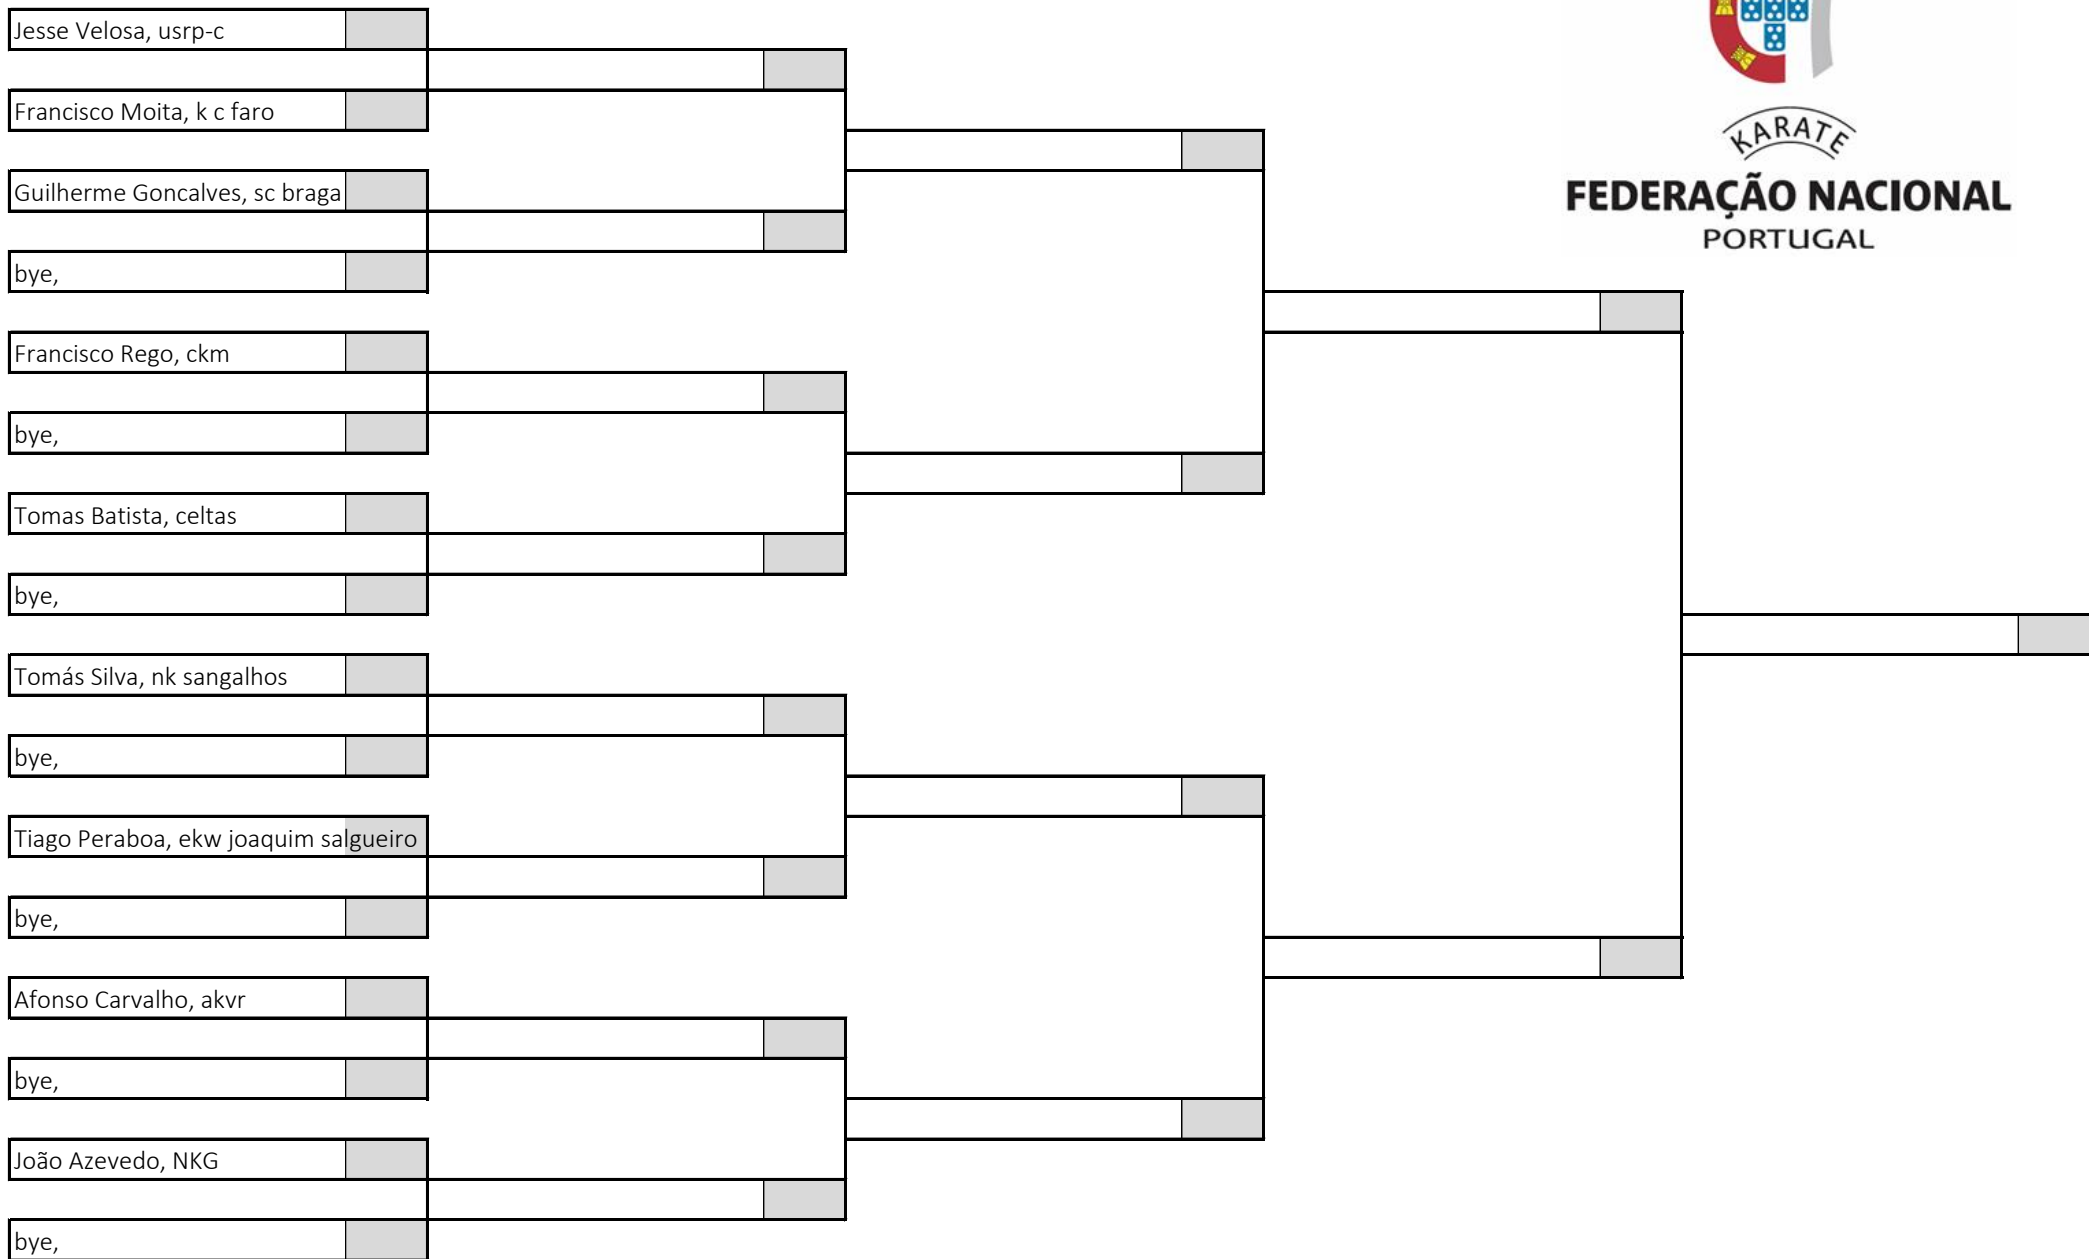 Jesse Velosa, usrp-c
Francisco Moita, k c faro
Guilherme Goncalves, sc braga
bye,
Francisco Rego, ckm
bye,
Tomas Batista, celtas
bye,
Tomás Silva, nk sangalhos
bye,
Tiago Peraboa, ekw joaquim salgueiro
bye,
Afonso Carvalho, akvr
bye,
João Azevedo, NKG
bye,
KARATE
FEDERAÇÃO NACIONAL
PORTUGAL